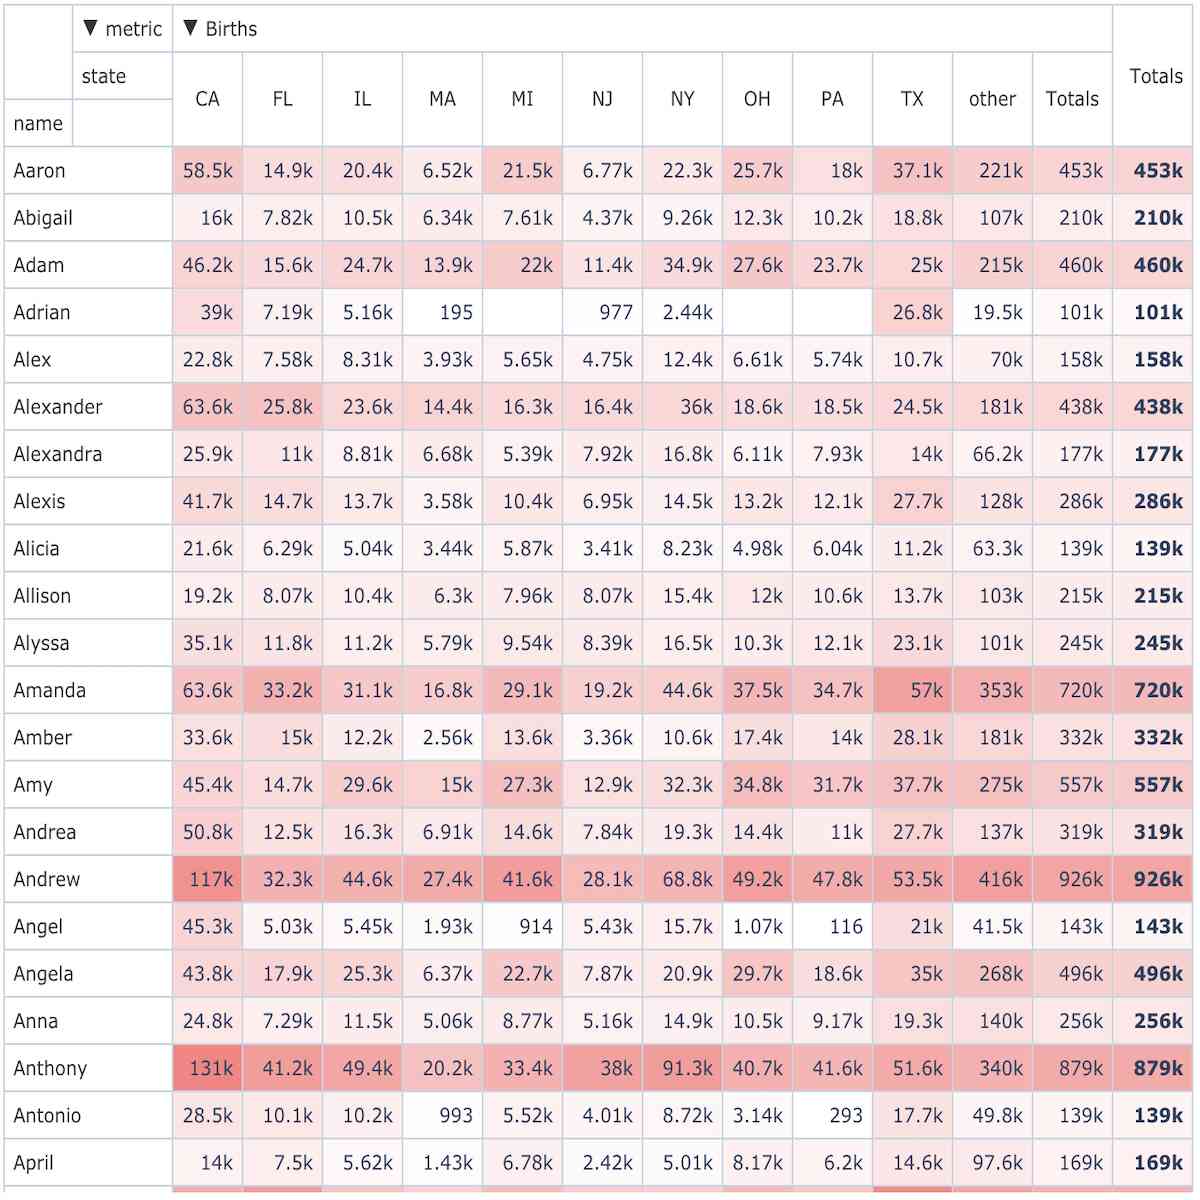 ▼ metric ▼ Births
state
CA FL IL MA MI NJ NY OH PA TX other Totals Totals
name
Aaron 58.5k 14.9k 20.4k 6.52k 21.5k 6.77k 22.3k 25.7k 18k 37.1k 221k 453k 453k
Abigail 16k 7.82k 10.5k 6.34k 7.61k 4.37k 9.26k 12.3k 10.2k 18.8k 107k 210k 210k
Adam 46.2k 15.6k 24.7k 13.9k 22k 11.4k 34.9k 27.6k 23.7k 25k 215k 460k 460k
Adrian 39k 7.19k 5.16k 195 977 2.44k 26.8k 19.5k 101k 101k
Alex 22.8k 7.58k 8.31k 3.93k 5.65k 4.75k 12.4k 6.61k 5.74k 10.7k 70k 158k 158k
Alexander 63.6k 25.8k 23.6k 14.4k 16.3k 16.4k 36k 18.6k 18.5k 24.5k 181k 438k 438k
Alexandra 25.9k 11k 8.81k 6.68k 5.39k 7.92k 16.8k 6.11k 7.93k 14k 66.2k 177k 177k
Alexis 41.7k 14.7k 13.7k 3.58k 10.4k 6.95k 14.5k 13.2k 12.1k 27.7k 128k 286k 286k
Alicia 21.6k 6.29k 5.04k 3.44k 5.87k 3.41k 8.23k 4.98k 6.04k 11.2k 63.3k 139k 139k
Allison 19.2k 8.07k 10.4k 6.3k 7.96k 8.07k 15.4k 12k 10.6k 13.7k 103k 215k 215k
Alyssa 35.1k 11.8k 11.2k 5.79k 9.54k 8.39k 16.5k 10.3k 12.1k 23.1k 101k 245k 245k
Amanda 63.6k 33.2k 31.1k 16.8k 29.1k 19.2k 44.6k 37.5k 34.7k 57k 353k 720k 720k
Amber 33.6k 15k 12.2k 2.56k 13.6k 3.36k 10.6k 17.4k 14k 28.1k 181k 332k 332k
Amy 45.4k 14.7k 29.6k 15k 27.3k 12.9k 32.3k 34.8k 31.7k 37.7k 275k 557k 557k
Andrea 50.8k 12.5k 16.3k 6.91k 14.6k 7.84k 19.3k 14.4k 11k 27.7k 137k 319k 319k
Andrew 117k 32.3k 44.6k 27.4k 41.6k 28.1k 68.8k 49.2k 47.8k 53.5k 416k 926k 926k
Angel 45.3k 5.03k 5.45k 1.93k 914 5.43k 15.7k 1.07k 116 21k 41.5k 143k 143k
Angela 43.8k 17.9k 25.3k 6.37k 22.7k 7.87k 20.9k 29.7k 18.6k 35k 268k 496k 496k
Anna 24.8k 7.29k 11.5k 5.06k 8.77k 5.16k 14.9k 10.5k 9.17k 19.3k 140k 256k 256k
Anthony 131k 41.2k 49.4k 20.2k 33.4k 38k 91.3k 40.7k 41.6k 51.6k 340k 879k 879k
Antonio 28.5k 10.1k 10.2k 993 5.52k 4.01k 8.72k 3.14k 293 17.7k 49.8k 139k 139k
April 14k 7.5k 5.62k 1.43k 6.78k 2.42k 5.01k 8.17k 6.2k 14.6k 97.6k 169k 169k